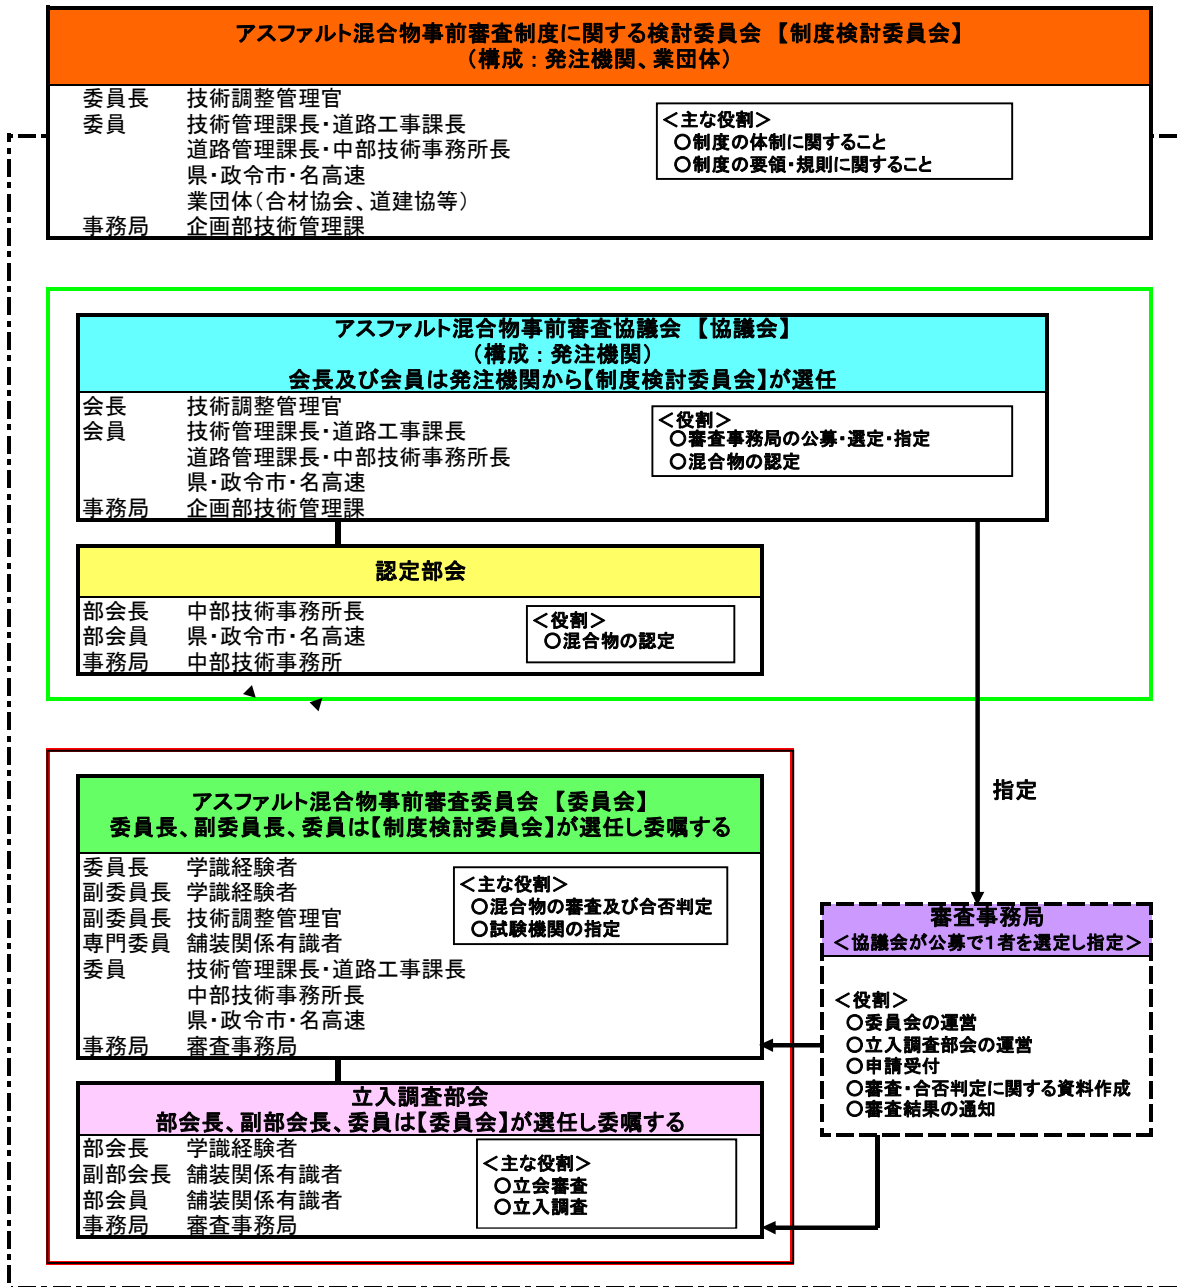 アスファルト混合物事前審査制度に関する検討委員会 【制度検討委員会】
（構成：発注機関、業団体）
委員長 技術調整管理官
委員 技術管理課長・道路工事課長
道路管理課長・中部技術事務所長
県・政令市・名高速
業団体（合材協会、道建協等）
事務局 企画部技術管理課
＜主な役割＞
○制度の体制に関すること
○制度の要領・規則に関すること
アスファルト混合物事前審査協議会 【協議会】
（構成：発注機関）
会長及び会員は発注機関から【制度検討委員会】が選任
会長 技術調整管理官
会員 技術管理課長・道路工事課長
道路管理課長・中部技術事務所長
県・政令市・名高速
事務局 企画部技術管理課
＜役割＞
○審査事務局の公募・選定・指定
○混合物の認定
認定部会
部会長 中部技術事務所長
部会員 県・政令市・名高速
事務局 中部技術事務所
＜役割＞
○混合物の認定
指定
アスファルト混合物事前審査委員会 【委員会】
委員長、副委員長、委員は【制度検討委員会】が選任し委嘱する
委員長 学識経験者
副委員長 学識経験者
副委員長 技術調整管理官
専門委員 舗装関係有識者
委員 技術管理課長・道路工事課長
中部技術事務所長
県・政令市・名高速
事務局 審査事務局
＜主な役割＞
○混合物の審査及び合否判定
○試験機関の指定
審査事務局
＜協議会が公募で1者を選定し指定＞
＜役割＞
○委員会の運営
○立入調査部会の運営
○申請受付
○審査・合否判定に関する資料作成
○審査結果の通知
立入調査部会
部会長、副部会長、委員は【委員会】が選任し委嘱する
部会長 学識経験者
副部会長 舗装関係有識者
部会員 舗装関係有識者
事務局 審査事務局
＜主な役割＞
○立会審査
○立入調査